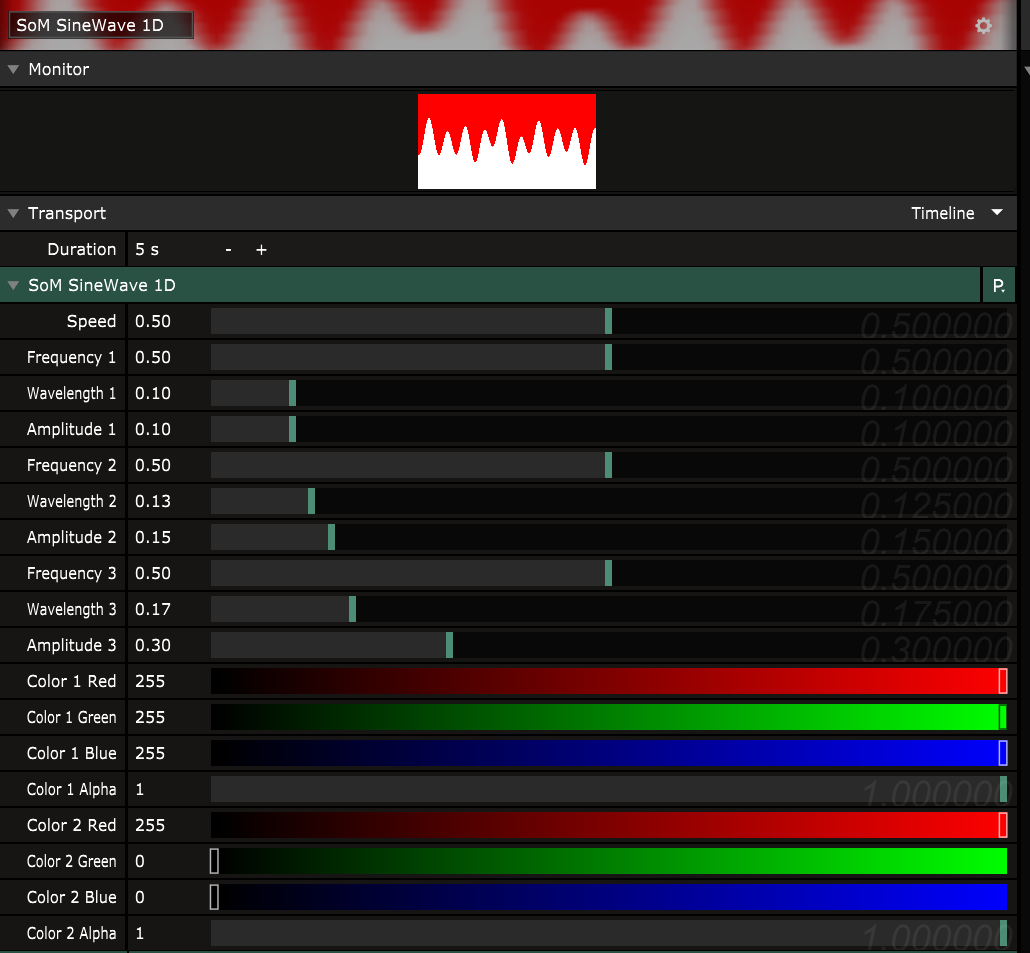 SoM SineWave 1D
Monitor
Transport Timeline
Duration 5 s - +
SoM SineWave 1D P.
Speed 0.50 0.500000
Frequency 1 0.50 0.500000
Wavelength 1 0.10 0.100000
Amplitude 1 0.10 0.100000
Frequency 2 0.50 0.500000
Wavelength 2 0.13 0.125000
Amplitude 2 0.15 0.150000
Frequency 3 0.50 0.500000
Wavelength 3 0.17 0.175000
Amplitude 3 0.30 0.300000
Color 1 Red 255
Color 1 Green 255
Color 1 Blue 255
Color 1 Alpha 1 1.000000
Color 2 Red 255
Color 2 Green 0
Color 2 Blue 0
Color 2 Alpha 1 1.000000